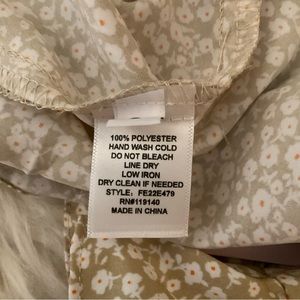 100% POLYESTER
HAND WASH COLD
DO NOT BLEACH
LINE DRY
LOW IRON
DRY CLEAN IF NEEDED
STYLE: FE22E479
RN#119140
MADE IN CHINA